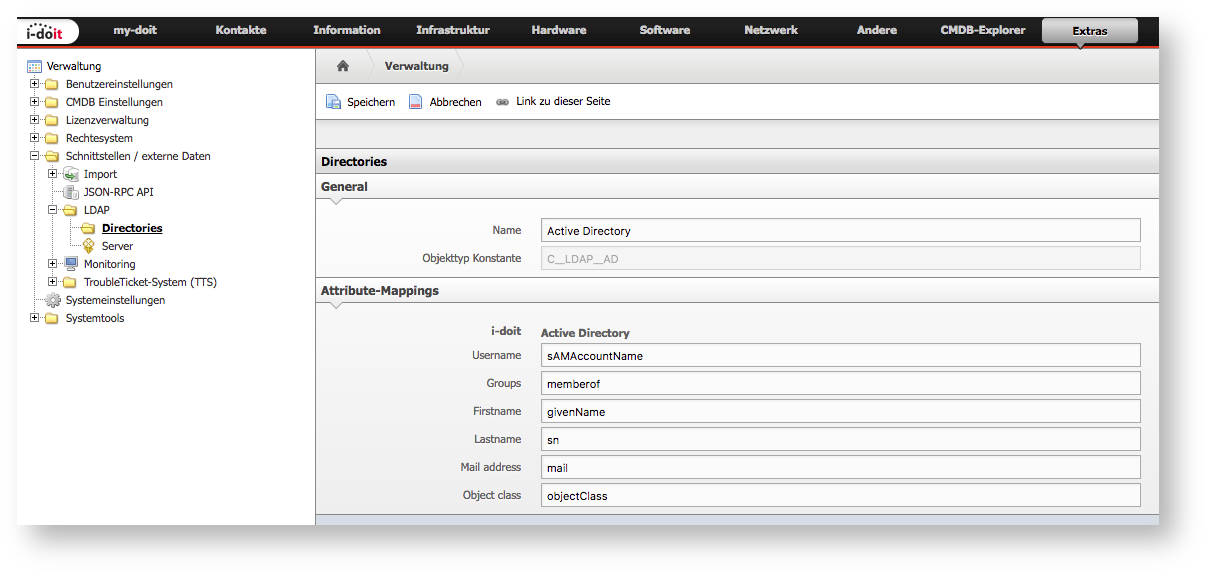 i-doit
my-doit Kontakte Information Infrastruktur Hardware Software Netzwerk Andere CMDB-Explorer Extras
Verwaltung
Benutzereinstellungen
CMDB Einstellungen
Lizenzverwaltung
Rechtesystem
Schnittstellen / externe Daten
Import
JSON-RPC API
LDAP
Directories
Server
Monitoring
TroubleTicket-System (TTS)
Systemeinstellungen
Systemtools
Verwaltung
Speichern Abbrechen Link zu dieser Seite
Directories
General
Name Active Directory
Objekttyp Konstante C__LDAP__AD
Attribute-Mappings
i-doit Active Directory
Username sAMAccountName
Groups memberof
Firstname givenName
Lastname sn
Mail address mail
Object class objectClass